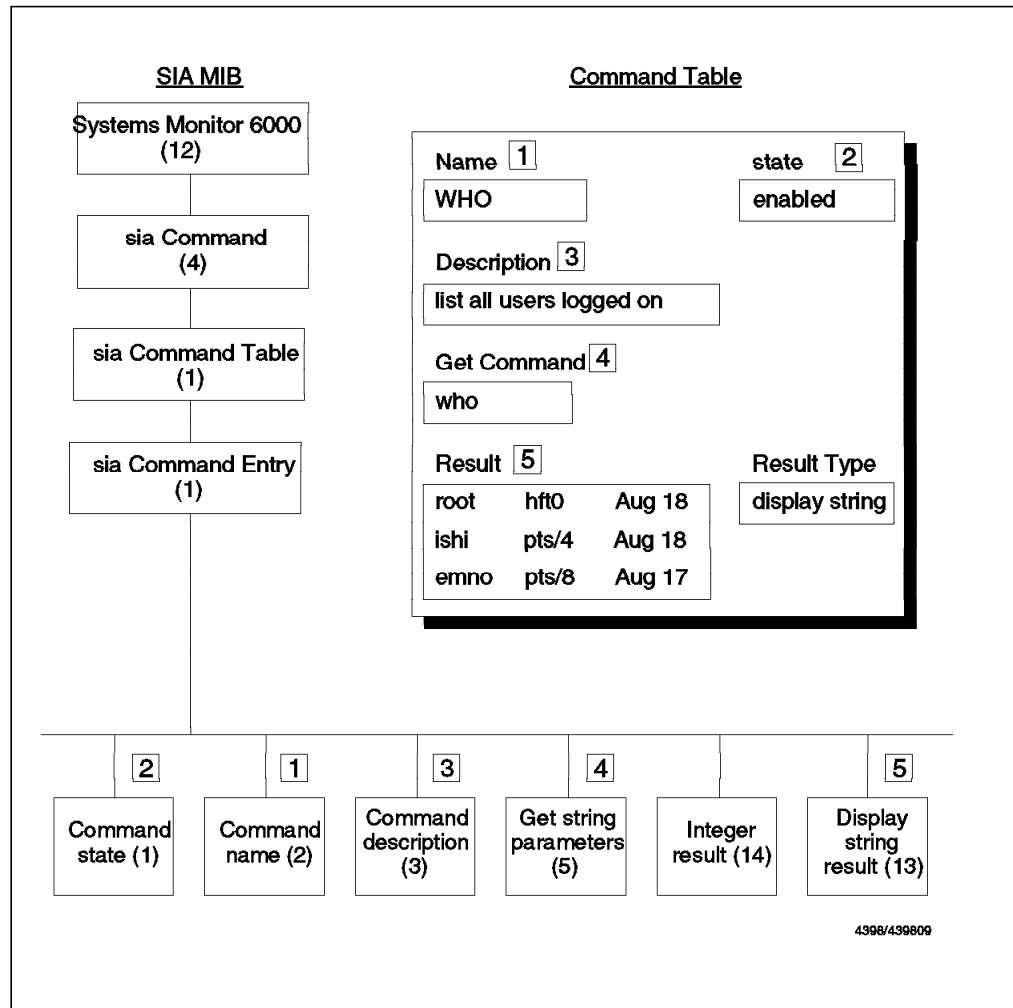 SIA MIB
Systems Monitor 6000
(12)
sia Command
(4)
sia Command Table
(1)
sia Command Entry
(1)
Command Table
Name 1
WHO
state 2
enabled
Description 3
list all users logged on
Get Command 4
who
Result 5
root hft0 Aug 18
ishi pts/4 Aug 18
emno pts/8 Aug 17
Result Type
display string
2
Command
state (1)
1
Command
name (2)
3
Command
description
(3)
4
Get string
parameters
(5)
Integer
result (14)
5
Display
string
result (13)
4398/439809